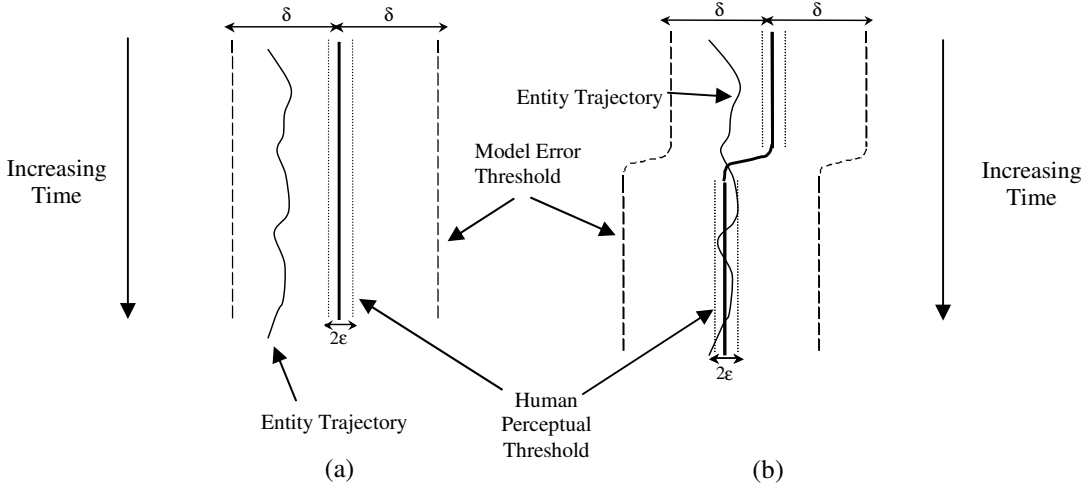 δ δ
δ δ
Entity Trajectory
Increasing
Time
Model Error
Threshold
Increasing
Time
2ε
2ε
Entity Trajectory
Human
Perceptual
Threshold
(a)
(b)